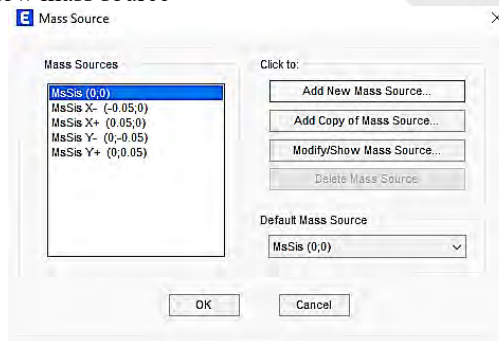 Mass Source
Mass Sources
MsSis (0;0)
MsSis X- (-0.05;0)
MsSis X+ (0.05;0)
MsSis Y- (0;-0.05)
MsSis Y+ (0;0.05)
Click to:
Add New Mass Source...
Add Copy of Mass Source...
Modify/Show Mass Source...
Delete Mass Source
Default Mass Source
MsSis (0;0)
OK
Cancel